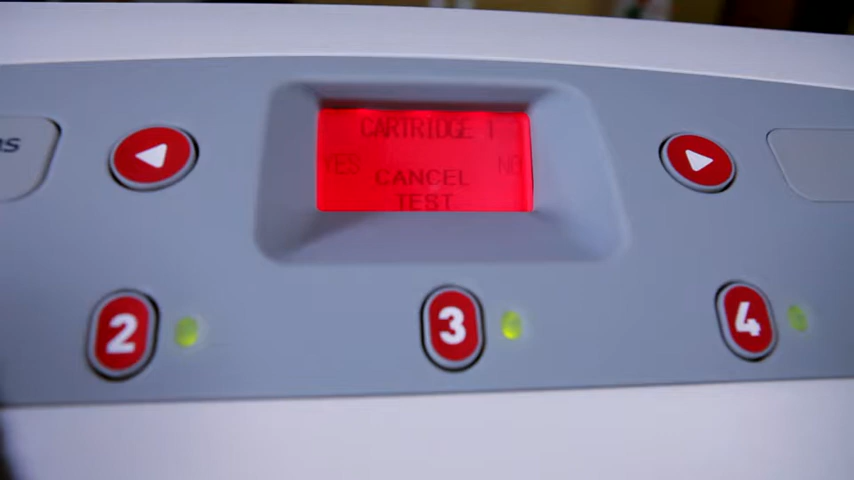 CARTRIDGE 1
YES NO
CANCEL
TEST
2 3 4